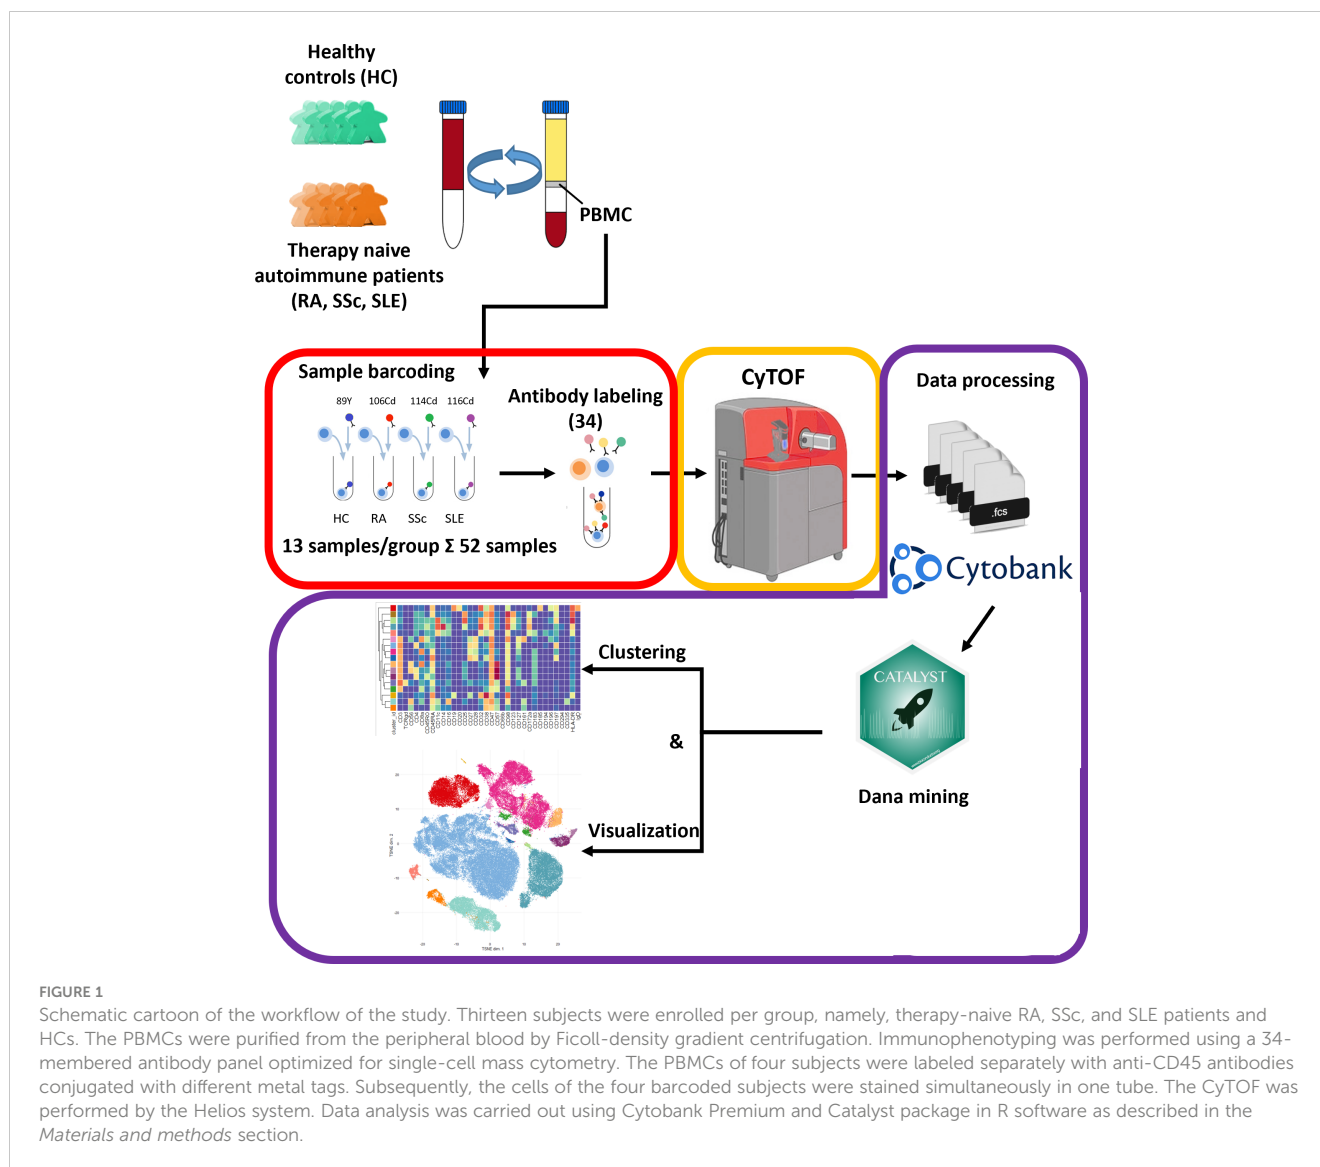 Healthy
controls (HC)
PBMC
Therapy naive
autoimmune patients
(RA, SSc, SLE)
Sample barcoding
89Y 106Cd 114Cd 116Cd
HC RA SSc SLE
13 samples/group Σ 52 samples
Antibody labeling
(34)
CyTOF
Data processing
.fcs
Cytobank
CATALYST
Dana mining
Clustering
&
Visualization
TSNE dim. 2
TSNE dim. 1
FIGURE 1
Schematic cartoon of the workflow of the study. Thirteen subjects were enrolled per group, namely, therapy-naive RA, SSc, and SLE patients and
HCs. The PBMCs were purified from the peripheral blood by Ficoll-density gradient centrifugation. Immunophenotyping was performed using a 34-
membered antibody panel optimized for single-cell mass cytometry. The PBMCs of four subjects were labeled separately with anti-CD45 antibodies
conjugated with different metal tags. Subsequently, the cells of the four barcoded subjects were stained simultaneously in one tube. The CyTOF was
performed by the Helios system. Data analysis was carried out using Cytobank Premium and Catalyst package in R software as described in the
Materials and methods section.